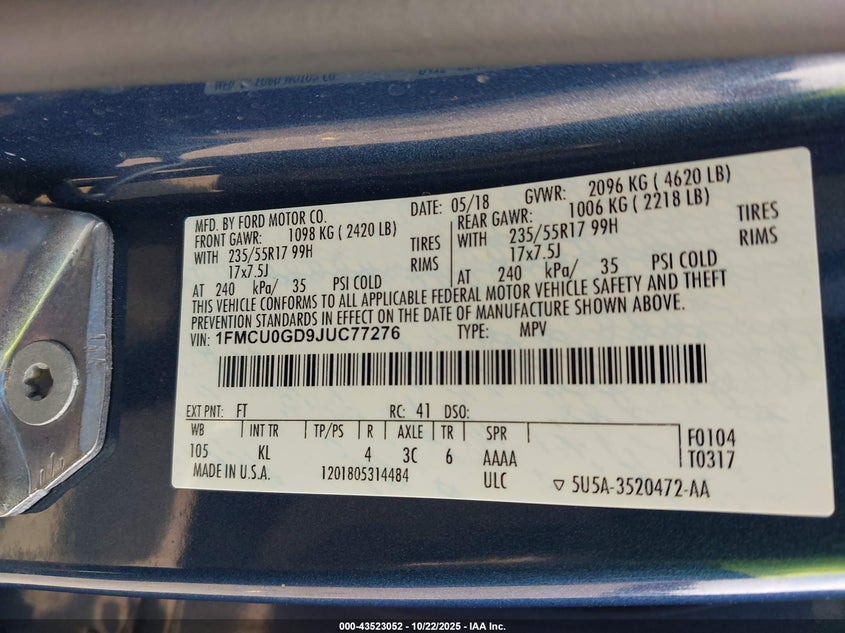 MFD. BY FORD MOTOR CO.
DATE: 05/18 GVWR: 2096 KG ( 4620 LB)
FRONT GAWR: 1098 KG ( 2420 LB) REAR GAWR: 1006 KG ( 2218 LB)
WITH 235/55R17 99H TIRES WITH 235/55R17 99H TIRES
17x7.5J RIMS 17x7.5J RIMS
AT 240 kPa/ 35 PSI COLD AT 240 kPa/ 35 PSI COLD
THIS VEHICLE CONFORMS TO ALL APPLICABLE FEDERAL MOTOR VEHICLE SAFETY AND THEFT
PREVENTION STANDARDS IN EFFECT ON THE DATE OF MANUFACTURE SHOWN ABOVE.
VIN: 1FMCU0GD9JUC77276 TYPE: MPV
EXT PNT: FT RC: 41 DSO:
WB INT TR TP/PS R AXLE TR SPR F0104
105 KL 4 3C 6 AAAA T0317
MADE IN U.S.A. 1201805314484 ULC ▽ 5U5A-3520472-AA
000-43523052 • 10/22/2025 - IAA Inc.